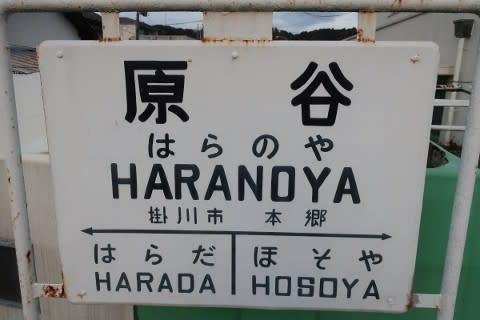 原谷
はらのや
HARANOYA
掛川市 本郷
はらだ ほそや
HARADA HOSOYA